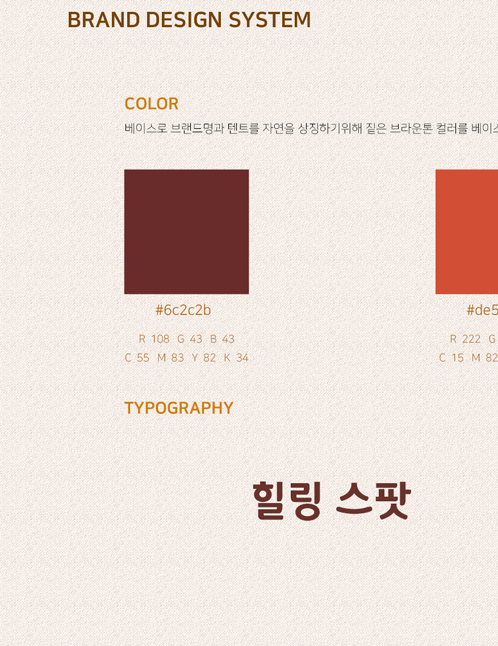 BRAND DESIGN SYSTEM
COLOR
베이스로 브랜드명과 텐트를 자연을 상징하기위해 짙은 브라운톤 컬러를 베이스
#6c2c2b
#de5
R 108 G 43 B 43
R 222 G
C 55 M 83 Y 82 K 34
C 15 M 82
TYPOGRAPHY
힐링 스팟